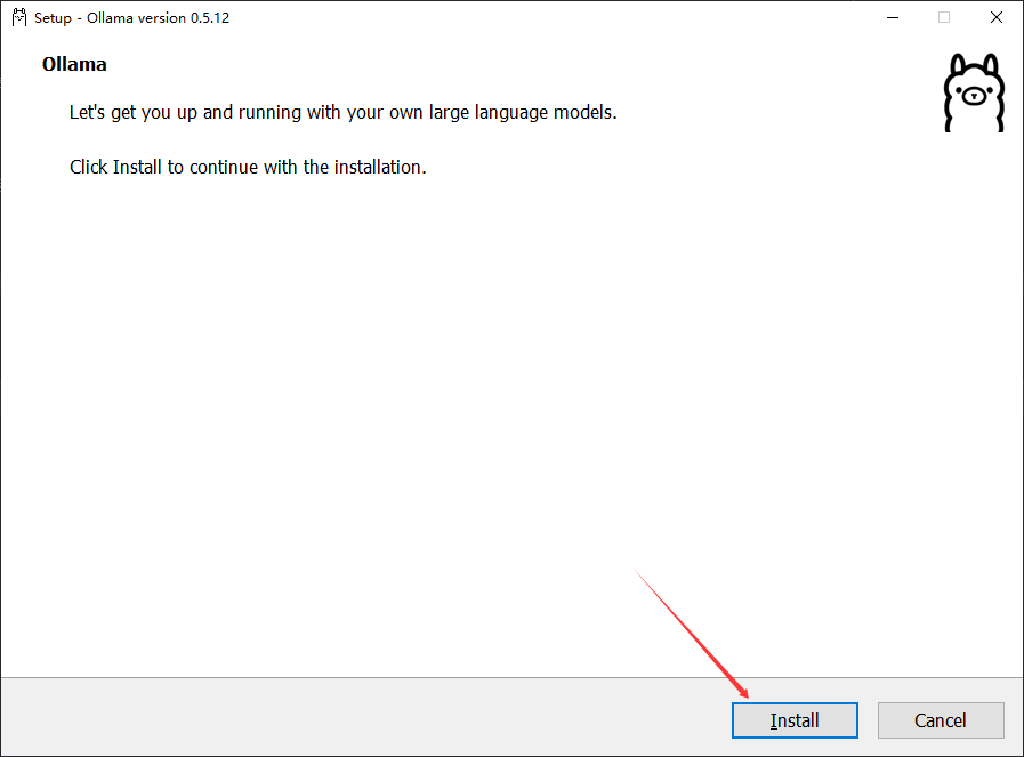 Setup - Ollama version 0.5.12
Ollama
Let's get you up and running with your own large language models.
Click Install to continue with the installation.
Install
Cancel